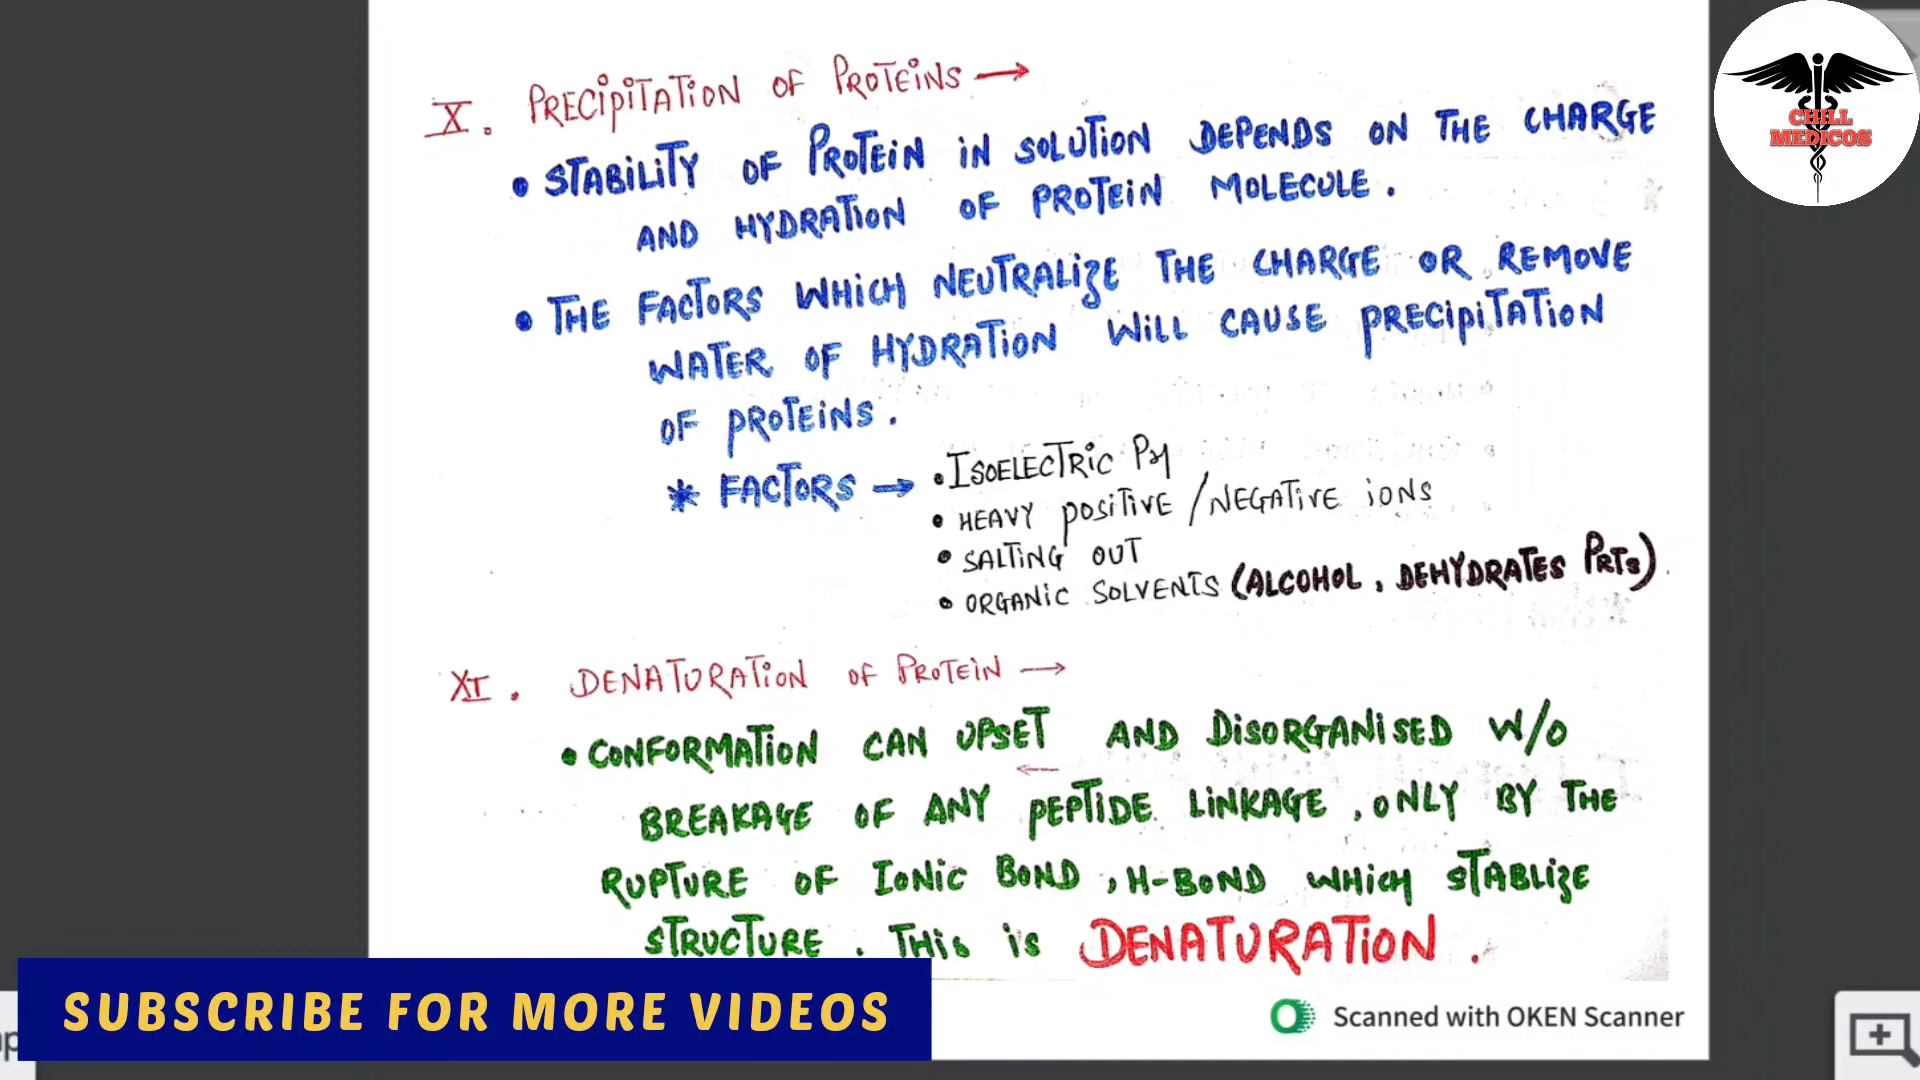 X. PRECIPITATION OF PROTEINS →
• STABILITY OF PROTEIN IN SOLUTION DEPENDS ON THE CHARGE
AND HYDRATION OF PROTEIN MOLECULE.
• THE FACTORS WHICH NEUTRALIZE THE CHARGE OR REMOVE
WATER OF HYDRATION WILL CAUSE PRECIPITATION
OF PROTEINS.
* FACTORS → • ISOELECTRIC PH
• HEAVY POSITIVE / NEGATIVE IONS
• SALTING OUT
• ORGANIC SOLVENTS (ALCOHOL, DEHYDRATES PRTS).
XI. DENATURATION OF PROTEIN →
• CONFORMATION CAN UPSET AND DISORGANISED W/O
BREAKAGE OF ANY PEPTIDE LINKAGE, ONLY BY THE
RUPTURE OF IONIC BOND, H-BOND WHICH STABLIZE
STRUCTURE. THIS IS DENATURATION.
SUBSCRIBE FOR MORE VIDEOS
Scanned with OKEN Scanner
CHILL
MEDICOS